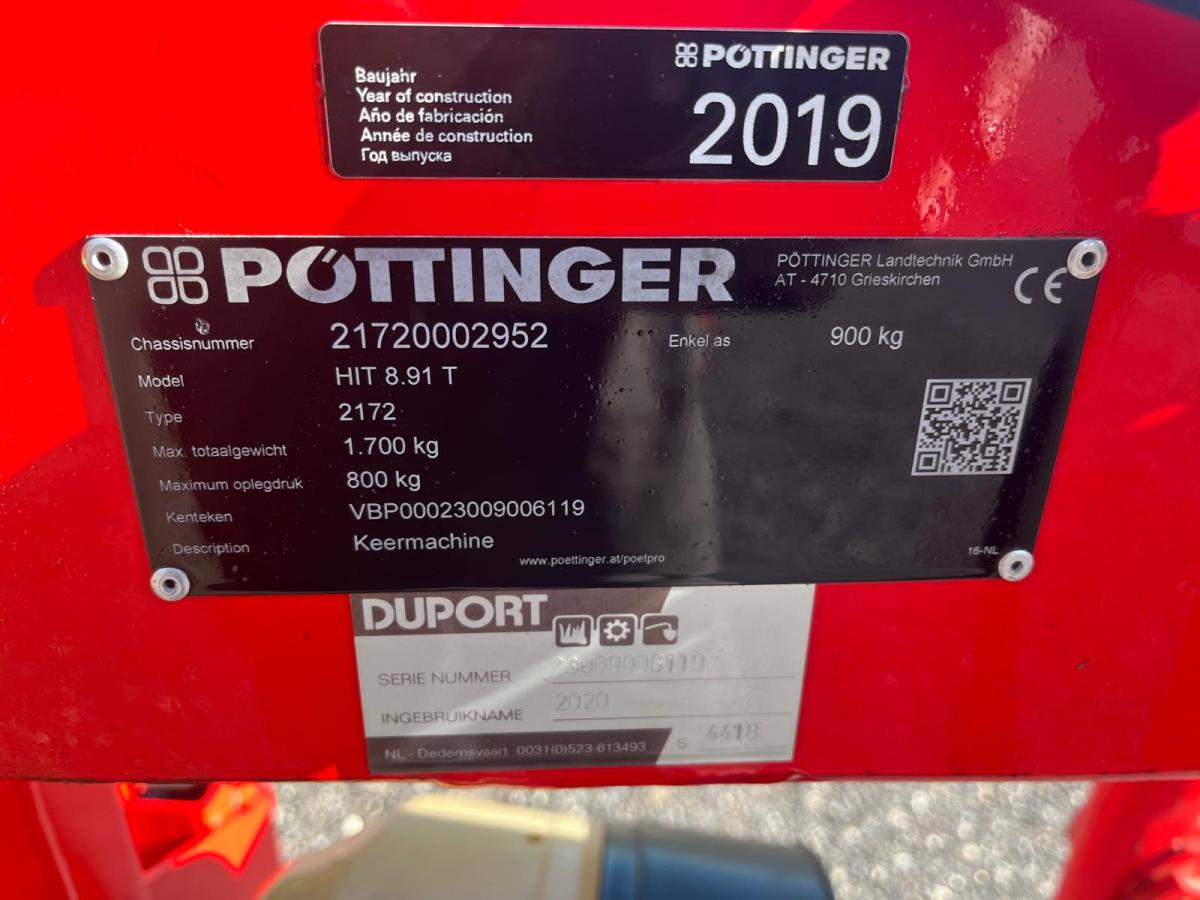 PÖTTINGER
Baujahr
Year of construction
Año de fabricación
Année de construction
Год выпуска
2019
PÖTTINGER
PÖTTINGER Landtechnik GmbH
AT - 4710 Grieskirchen
CE
Chassisnummer 21720002952 Enkel as 900 kg
Model HIT 8.91 T
Type 2172
Max. totaalgewicht 1.700 kg
Maximum oplegdruk 800 kg
Kenteken VBP00023009006119
Description Keermachine
www.poettinger.at/poetpro
16-NL
DUPORT
SERIE NUMMER 23009006119
INGEBRUIKNAME 2020
NL - Dedemsvaart 0031(0)523-613493 S 4418